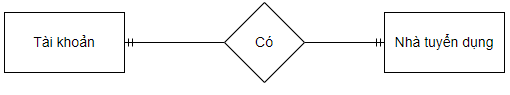 Tài khoản
Có
Nhà tuyển dụng